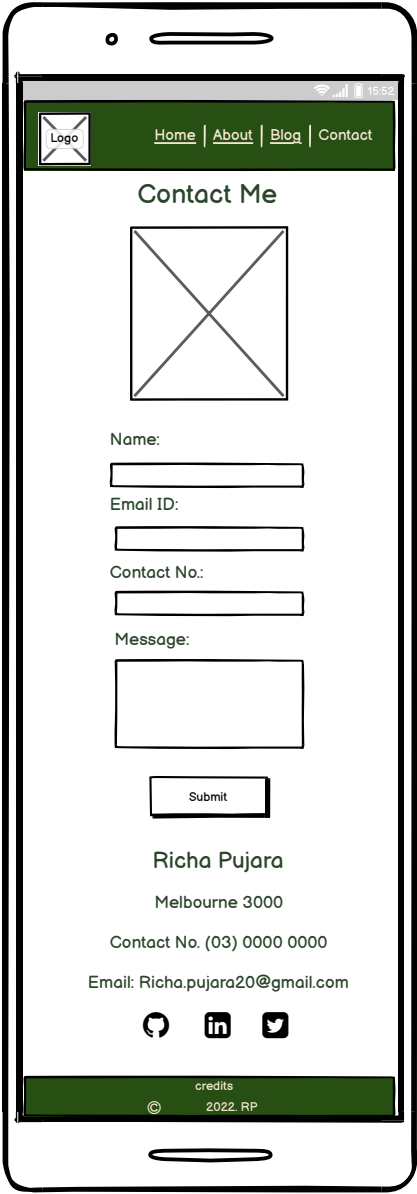 15:52
Logo
Home | About | Blog | Contact
Contact Me
Name:
Email ID:
Contact No.:
Message:
Submit
Richa Pujara
Melbourne 3000
Contact No. (03) 0000 0000
Email: Richa.pujara20@gmail.com
in
credits
© 2022. RP